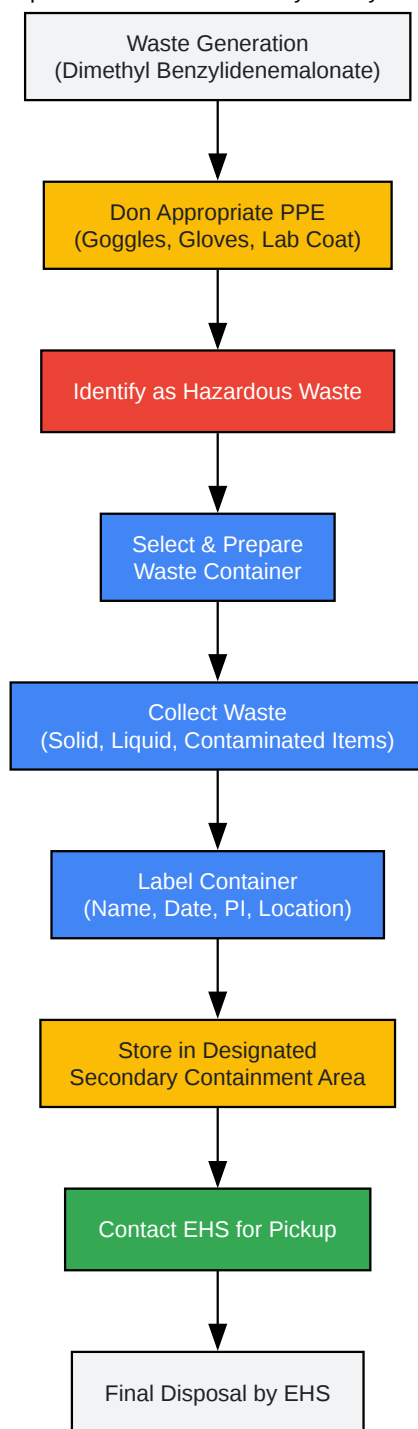 Waste Generation
(Dimethyl Benzylidenemalonate)
Don Appropriate PPE
(Goggles, Gloves, Lab Coat)
Identify as Hazardous Waste
Select & Prepare
Waste Container
Collect Waste
(Solid, Liquid, Contaminated Items)
Label Container
(Name, Date, PI, Location)
Store in Designated
Secondary Containment Area
Contact EHS for Pickup
Final Disposal by EHS